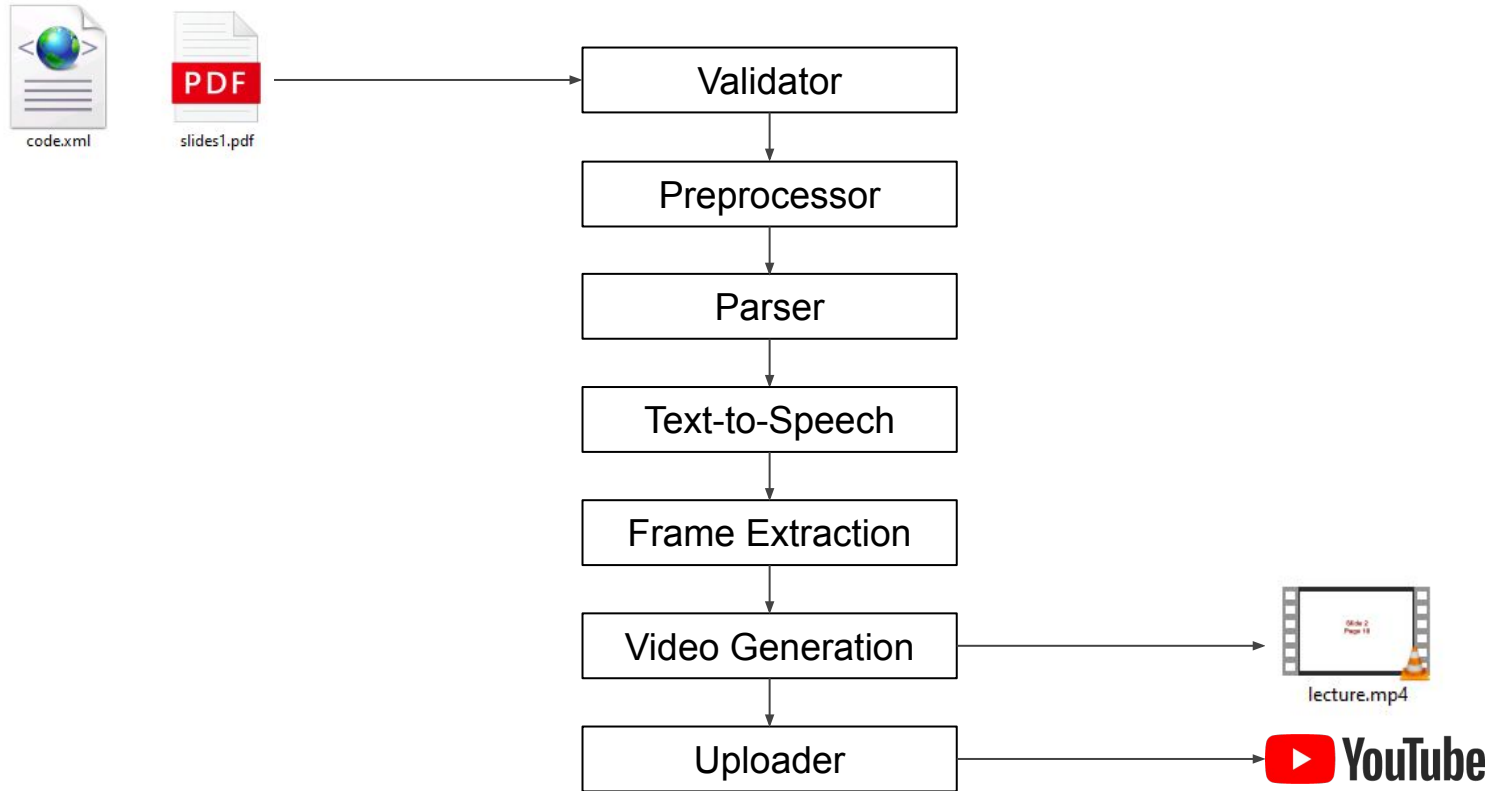 PDF
code.xml
slides1.pdf
Validator
Preprocessor
Parser
Text-to-Speech
Frame Extraction
Video Generation
Slide 2
Page 18
lecture.mp4
Uploader
YouTube